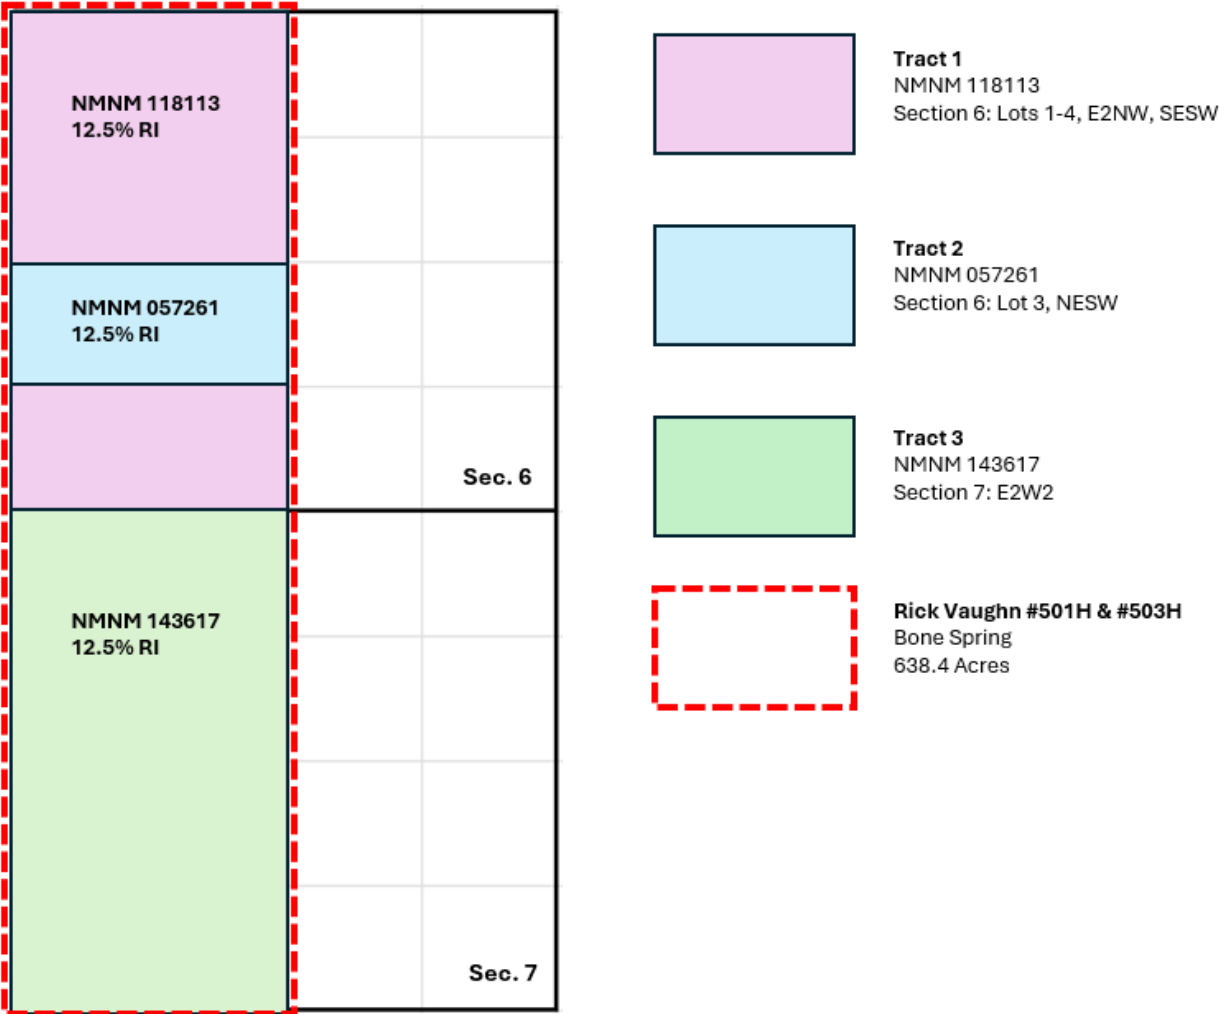 NMNM 118113
12.5% RI
NMNM 057261
12.5% RI
Sec. 6
NMNM 143617
12.5% RI
Sec. 7
Tract 1
NMNM 118113
Section 6: Lots 1-4, E2NW, SESW
Tract 2
NMNM 057261
Section 6: Lot 3, NESW
Tract 3
NMNM 143617
Section 7: E2W2
Rick Vaughn #501H & #503H
Bone Spring
638.4 Acres